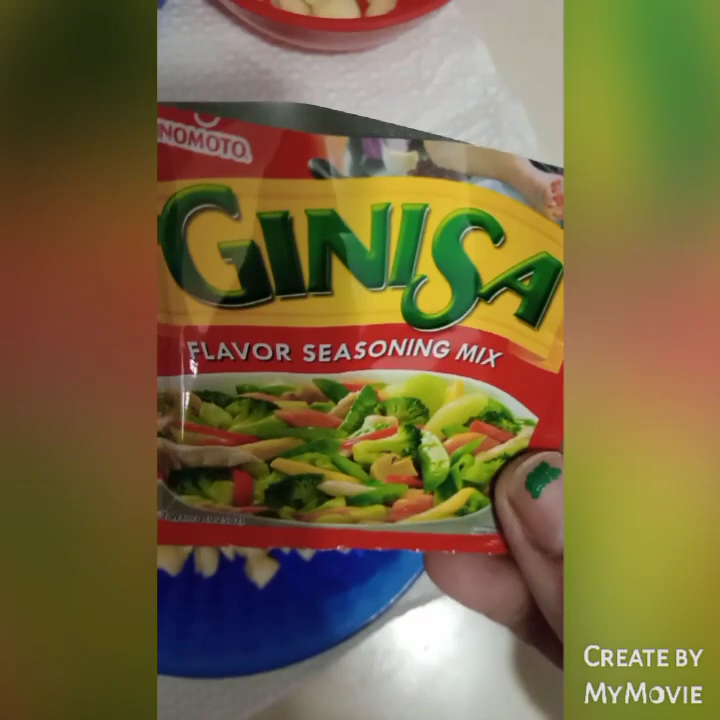 NOMOTO
GINISA
FLAVOR SEASONING MIX
CREATE BY
MYMOVIE